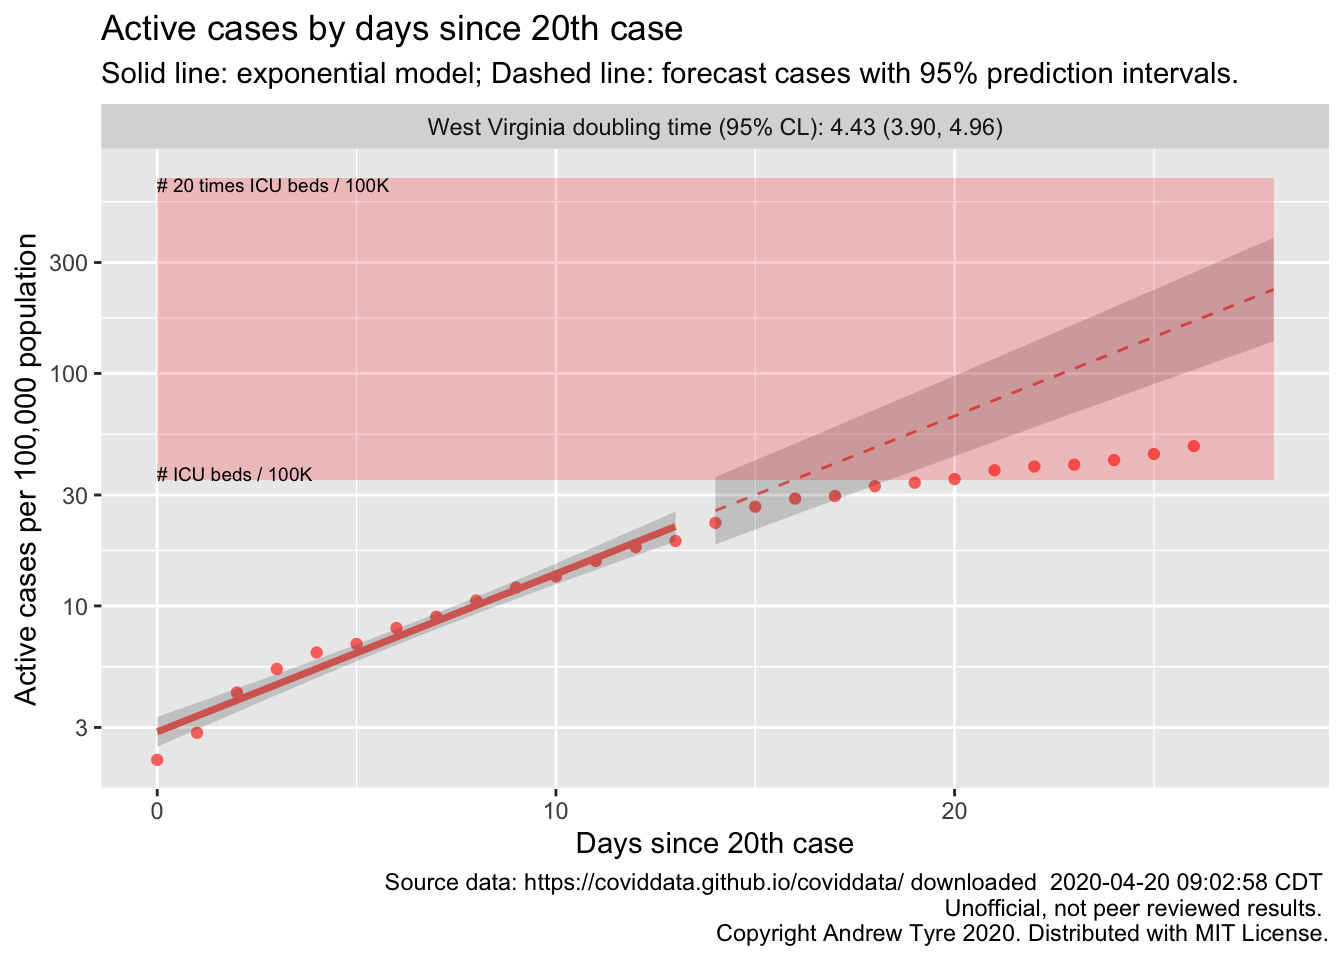 Active cases by days since 20th case
Solid line: exponential model; Dashed line: forecast cases with 95% prediction intervals.
West Virginia doubling time (95% CL): 4.43 (3.90, 4.96)
# 20 times ICU beds / 100K
# ICU beds / 100K
Active cases per 100,000 population
300
100
30
10
3
0
10
20
Days since 20th case
Source data: https://coviddata.github.io/coviddata/ downloaded  2020-04-20 09:02:58 CDT
Unofficial, not peer reviewed results.
Copyright Andrew Tyre 2020. Distributed with MIT License.